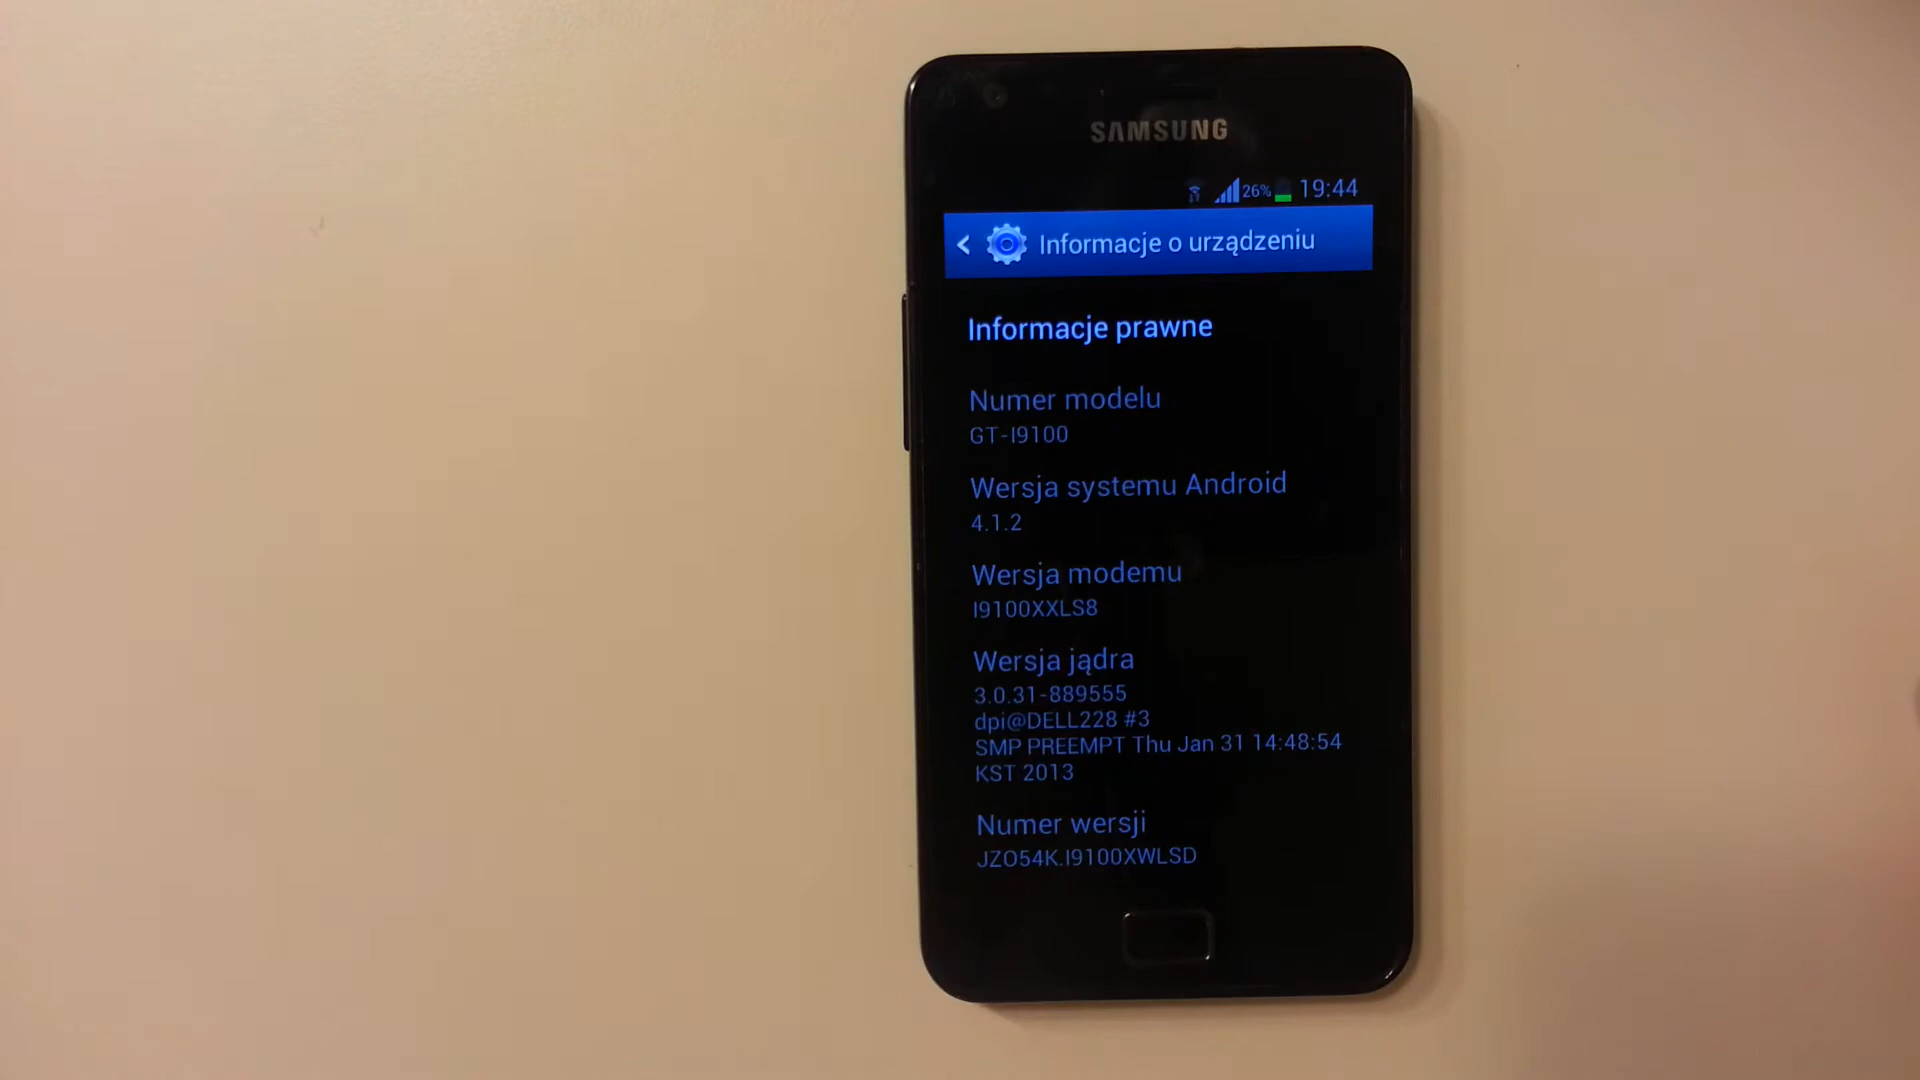 SAMSUNG
26% 19:44
Informacje o urządzeniu
Informacje prawne
Numer modelu
GT-I9100
Wersja systemu Android
4.1.2
Wersja modemu
I9100XXLS8
Wersja jądra
3.0.31-889555
dpi@DELL228 #3
SMP PREEMPT Thu Jan 31 14:48:54
KST 2013
Numer wersji
JZO54K.I9100XWLSD